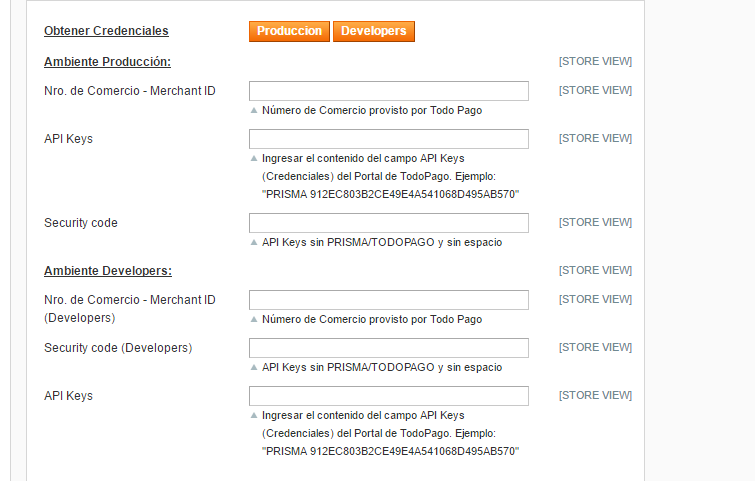 Obtener Credenciales Produccion Developers
Ambiente Producción: [STORE VIEW]
Nro. de Comercio - Merchant ID [STORE VIEW]
Número de Comercio provisto por Todo Pago
API Keys [STORE VIEW]
Ingresar el contenido del campo API Keys
(Credenciales) del Portal de TodoPago. Ejemplo:
"PRISMA 912EC803B2CE49E4A541068D495AB570"
Security code [STORE VIEW]
API Keys sin PRISMA/TODOPAGO y sin espacio
Ambiente Developers: [STORE VIEW]
Nro. de Comercio - Merchant ID [STORE VIEW]
(Developers)
Número de Comercio provisto por Todo Pago
Security code (Developers) [STORE VIEW]
API Keys sin PRISMA/TODOPAGO y sin espacio
API Keys [STORE VIEW]
Ingresar el contenido del campo API Keys
(Credenciales) del Portal de TodoPago. Ejemplo:
"PRISMA 912EC803B2CE49E4A541068D495AB570"